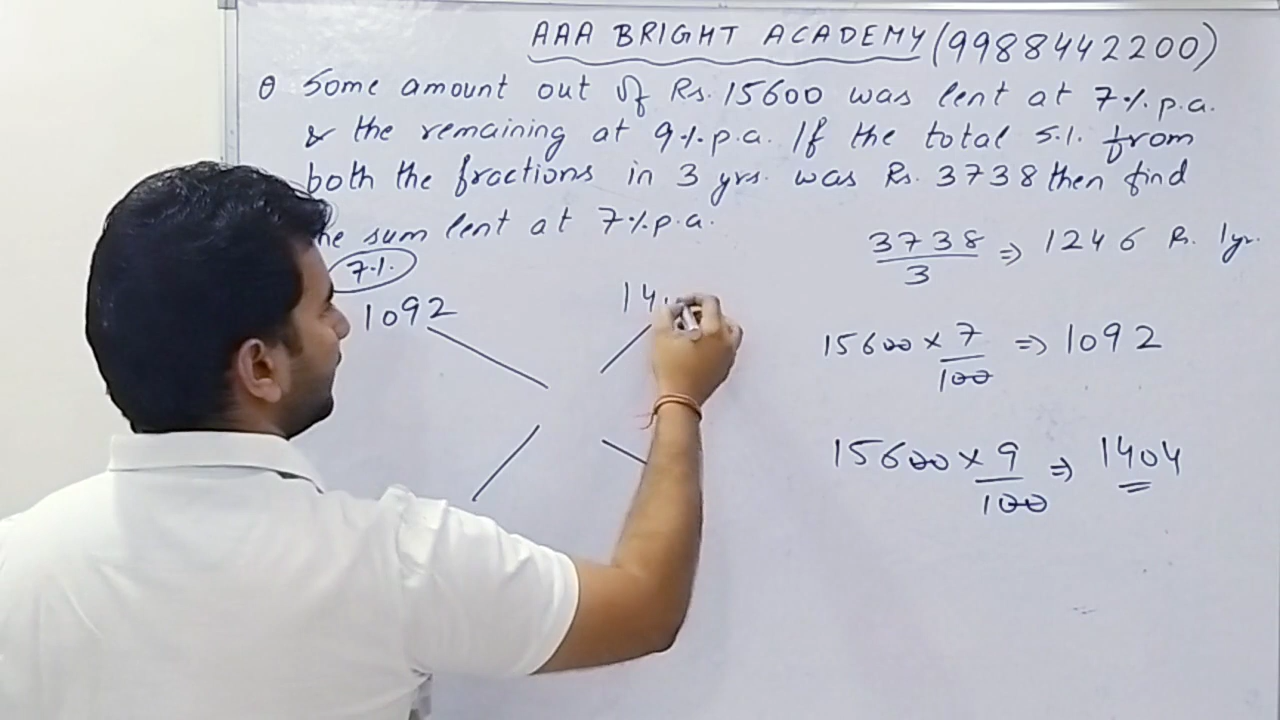 AAA BRIGHT ACADEMY (9988442200)
Q Some amount out of Rs. 15600 was lent at 7%. p.a.
& the remaining at 9%. p.a. If the total S.I. from
both the fractions in 3 yrs. was Rs. 3738 then find
he sum lent at 7%. p.a.
7%.
1092
14
3738/3 ⇒ 1246 Rs. 1yr.
15600 × 7/100 ⇒ 1092
15600 × 9/100 ⇒ 1404